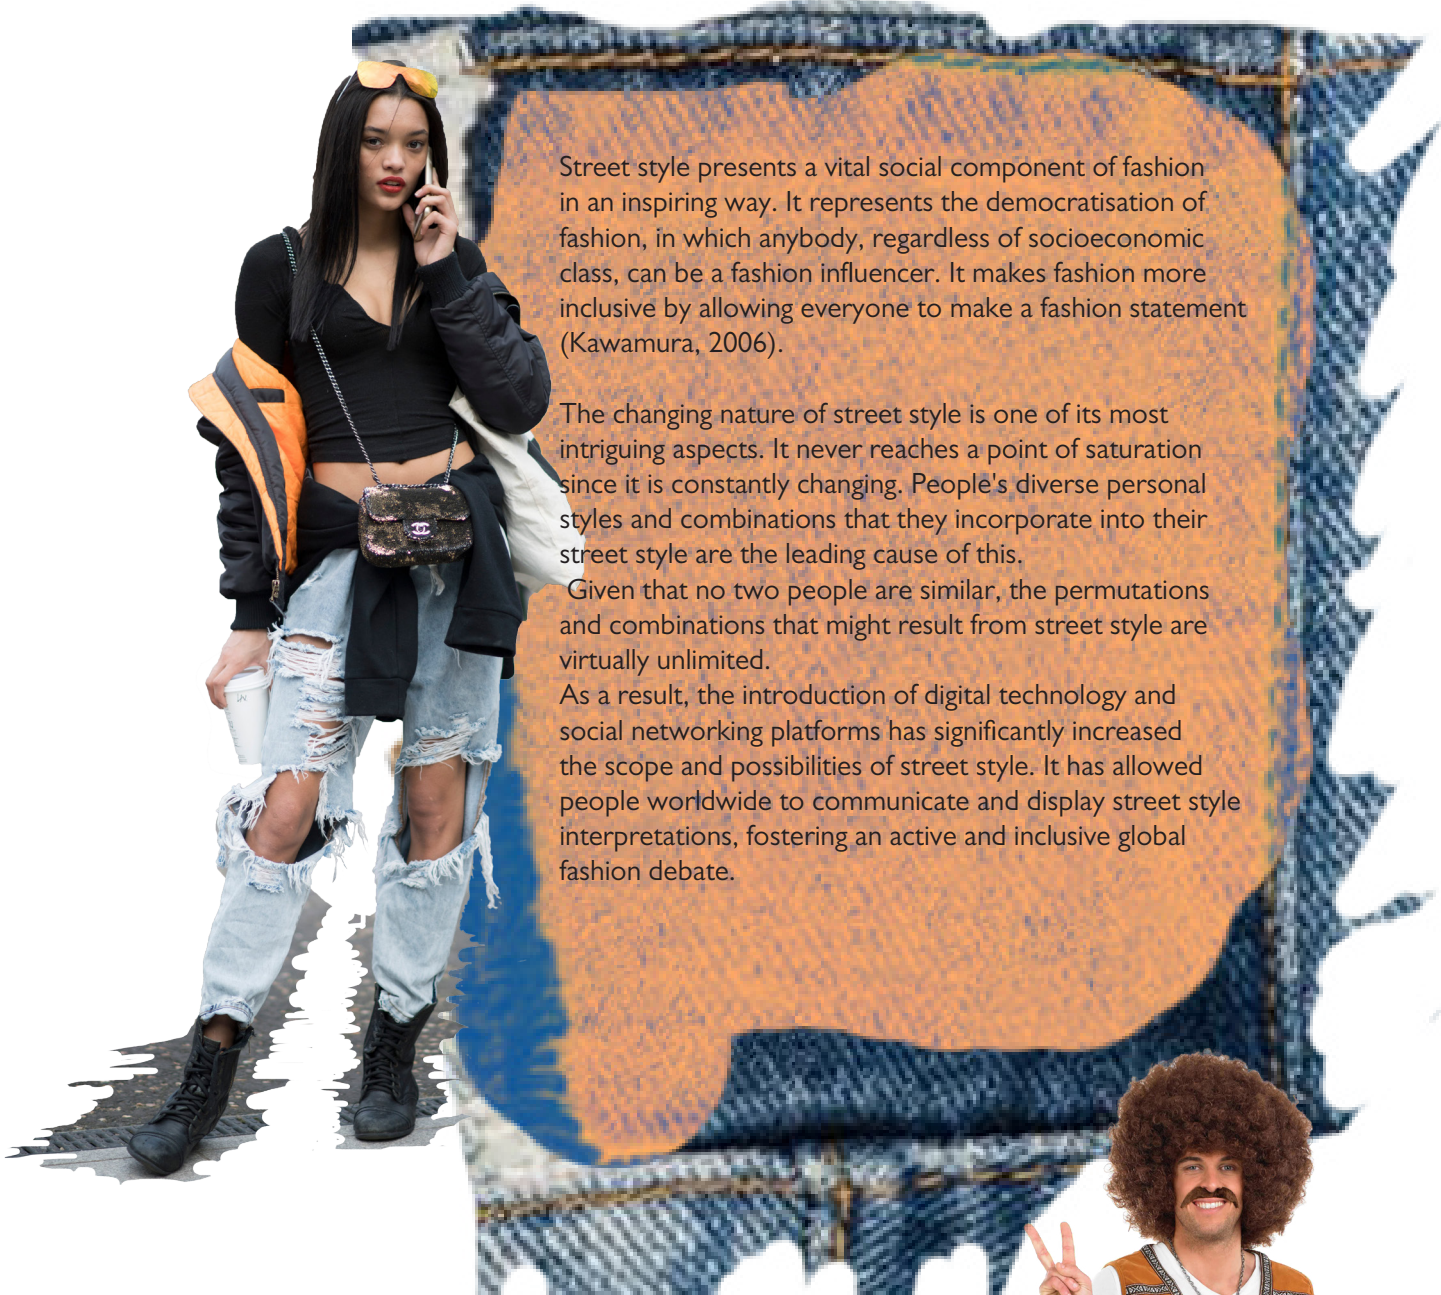 Street style presents a vital social component of fashion
in an inspiring way. It represents the democratisation of
fashion, in which anybody, regardless of socioeconomic
class, can be a fashion influencer. It makes fashion more
inclusive by allowing everyone to make a fashion statement
(Kawamura, 2006).
The changing nature of street style is one of its most
intriguing aspects. It never reaches a point of saturation
since it is constantly changing. People's diverse personal
styles and combinations that they incorporate into their
street style are the leading cause of this.
Given that no two people are similar, the permutations
and combinations that might result from street style are
virtually unlimited.
As a result, the introduction of digital technology and
social networking platforms has significantly increased
the scope and possibilities of street style. It has allowed
people worldwide to communicate and display street style
interpretations, fostering an active and inclusive global
fashion debate.